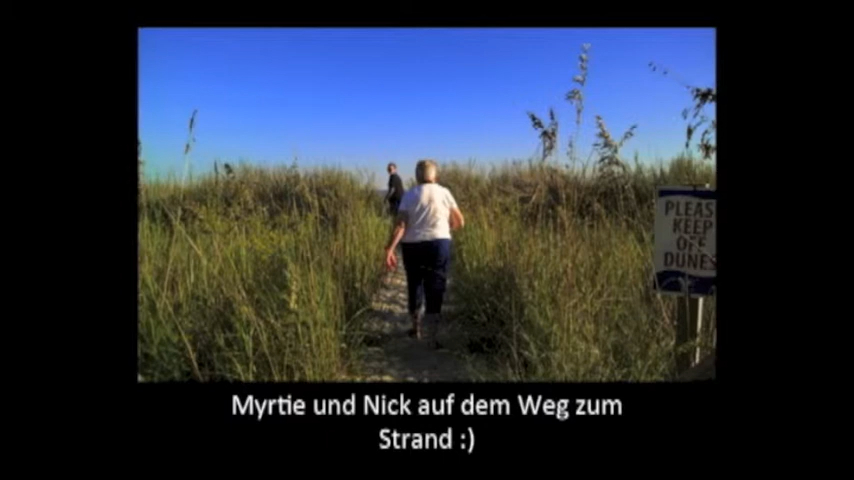 PLEASE
KEEP
OFF
DUNES
Myrtie und Nick auf dem Weg zum
Strand :)